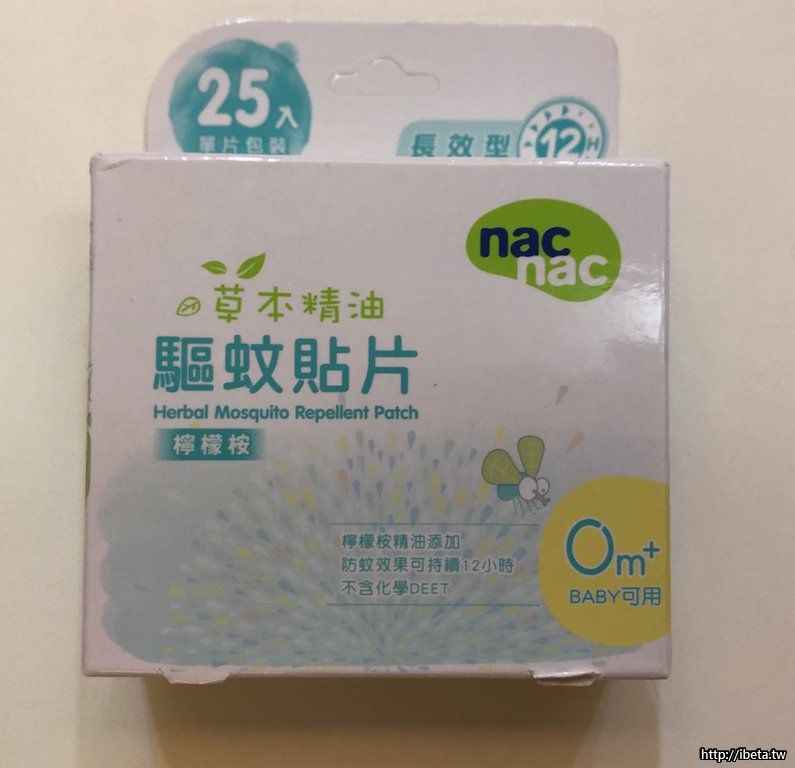 25入
單片包裝
長效型
12H
nac
nac
草本精油
驅蚊貼片
Herbal Mosquito Repellent Patch
檸檬桉
檸檬桉精油添加
防蚊效果可持續12小時
不含化學DEET
0m+
BABY可用
http://ibeta.tw